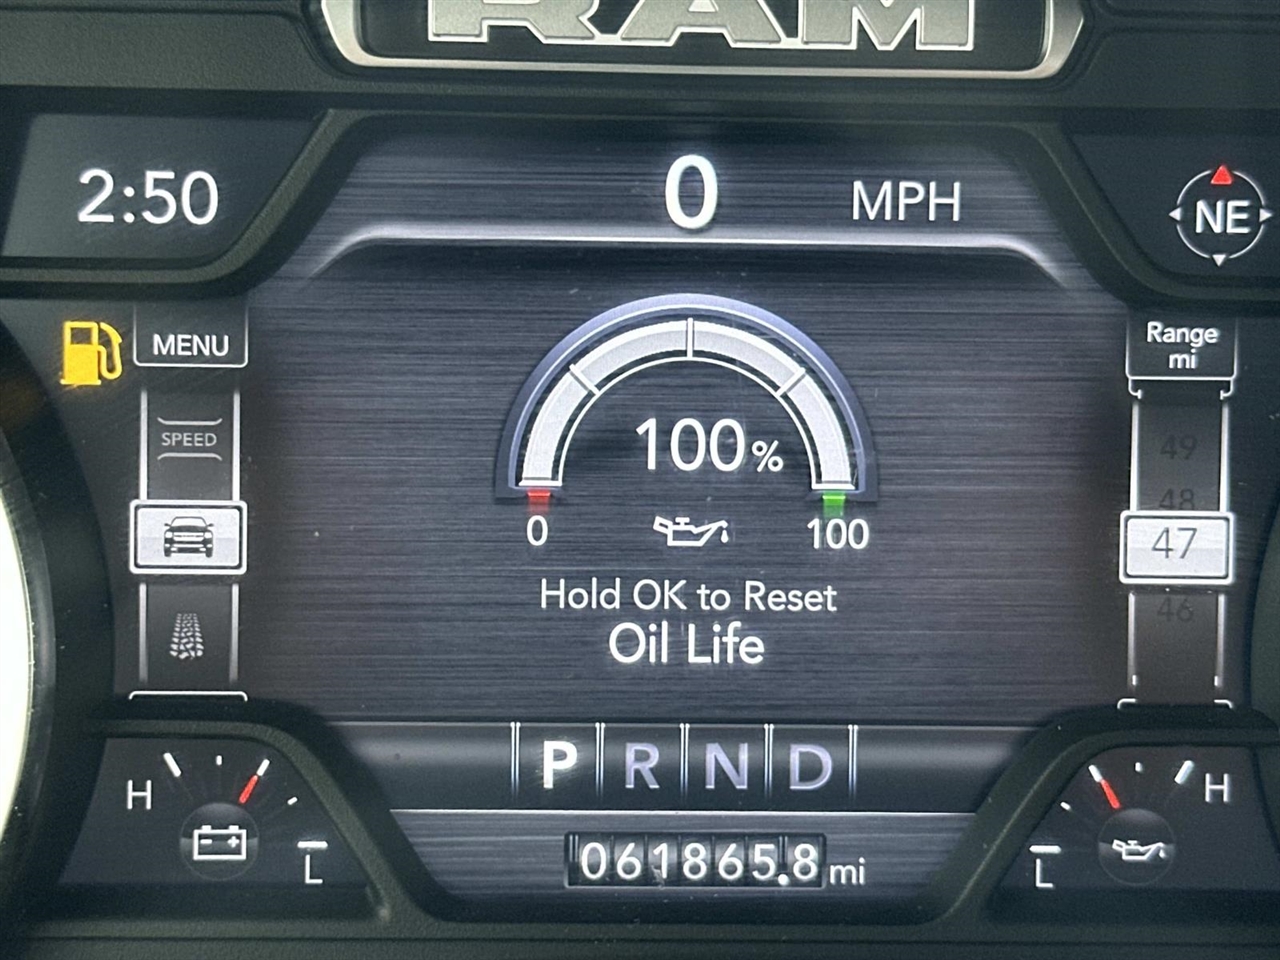 RAM
2:50
0 MPH
NE
MENU
Range
mi
SPEED
49
48
47
46
100%
0
100
Hold OK to Reset
Oil Life
P R N D
H
L
061865.8 mi
H
L